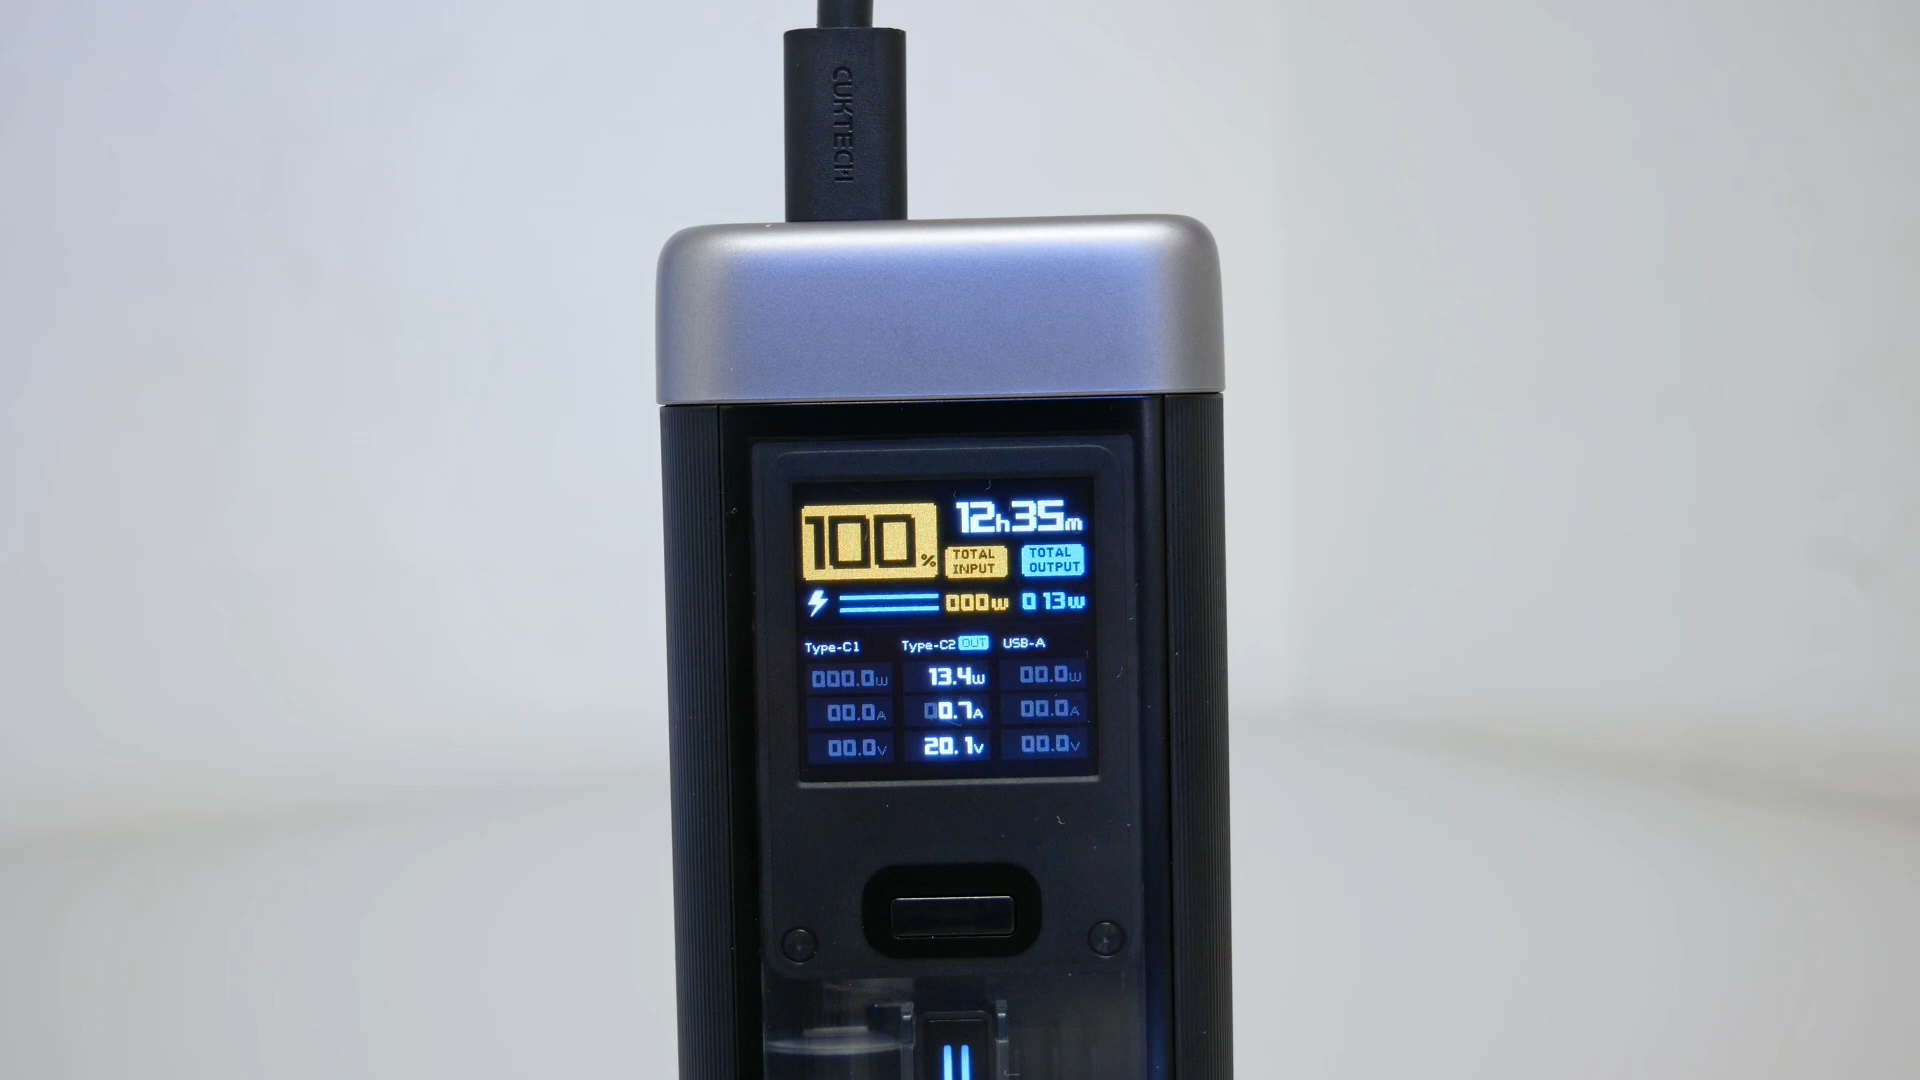 CUKTECH
100%
12h35m
TOTAL INPUT
TOTAL OUTPUT
000w
013w
Type-C1
Type-C2 OUT
USB-A
000.0w
13.4w
00.0w
00.0A
00.7A
00.0A
00.0v
20.1v
00.0v